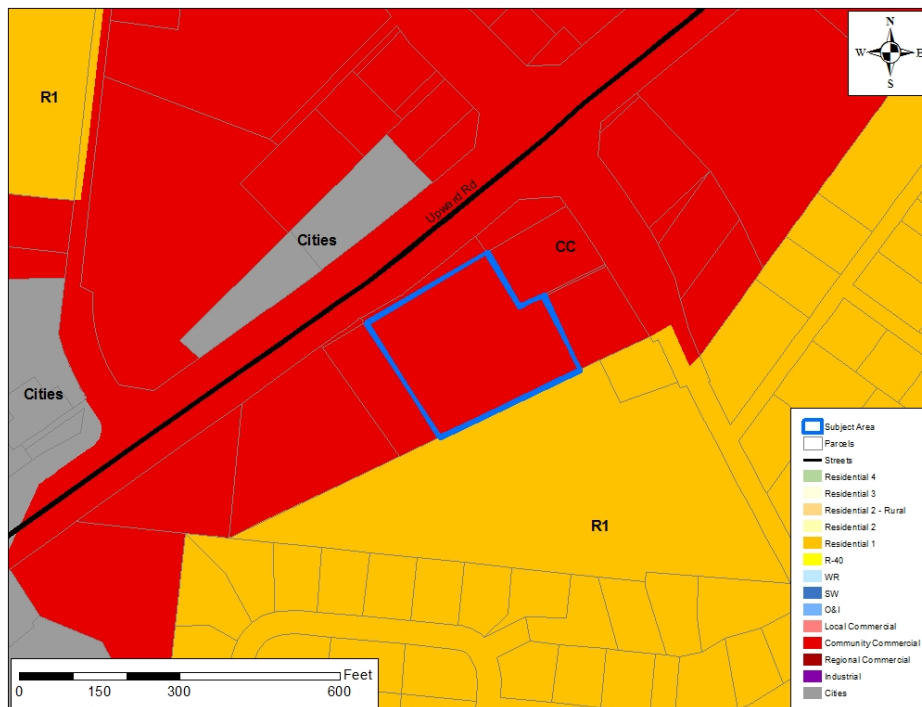 N
W E
S
R1
Upward Rd
Cities
CC
Cities
R1
Subject Area
Parcels
Streets
Residential 4
Residential 3
Residential 2 - Rural
Residential 2
Residential 1
R-40
WR
SW
O&I
Local Commercial
Community Commercial
Regional Commercial
Industrial
Cities
Feet
0 150 300 600